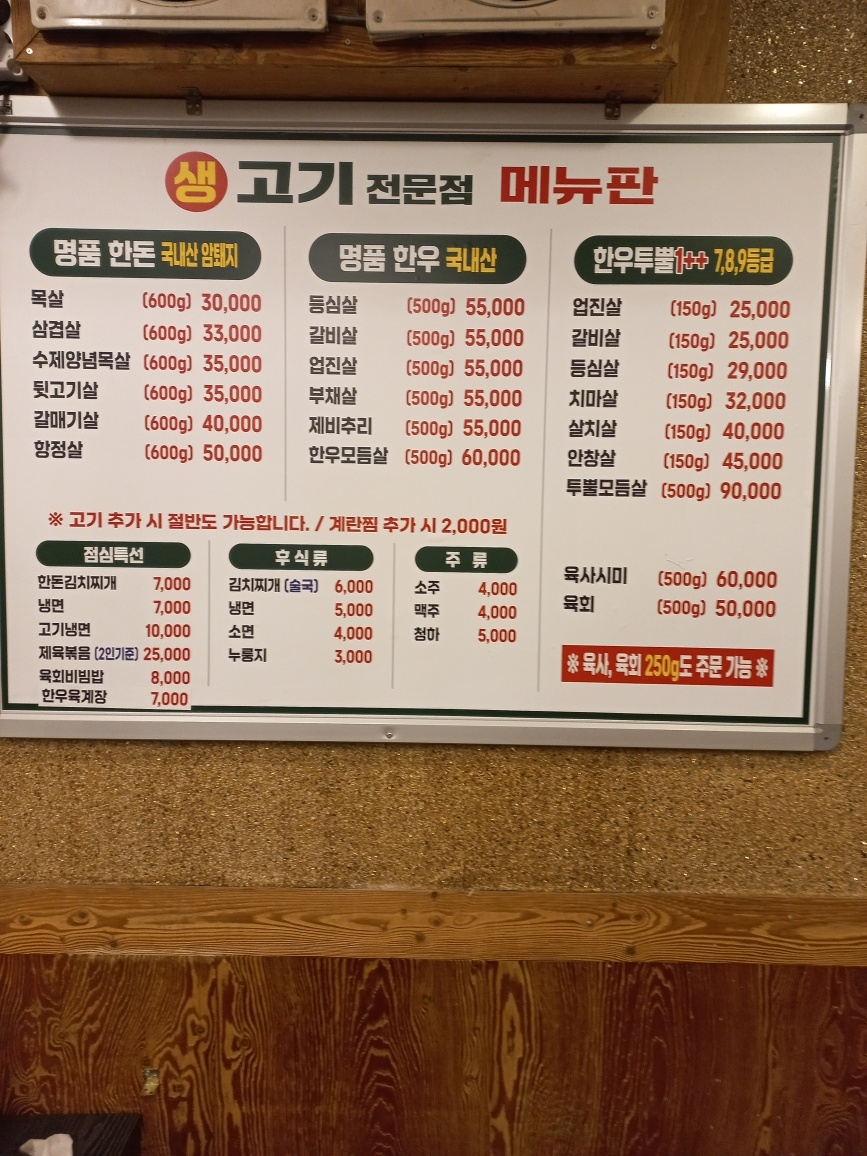 생고기 전문점 메뉴판
명품 한돈 국내산 암퇘지
목살 (600g) 30,000
삼겹살 (600g) 33,000
수제양념목살 (600g) 35,000
뒷고기살 (600g) 35,000
갈매기살 (600g) 40,000
항정살 (600g) 50,000
명품 한우 국내산
등심살 (500g) 55,000
갈비살 (500g) 55,000
업진살 (500g) 55,000
부채살 (500g) 55,000
제비추리 (500g) 55,000
한우모듬살 (500g) 60,000
한우투뿔1++ 7,8,9등급
업진살 (150g) 25,000
갈비살 (150g) 25,000
등심살 (150g) 29,000
치마살 (150g) 32,000
살치살 (150g) 40,000
안창살 (150g) 45,000
투뿔모듬살 (500g) 90,000
육사시미 (500g) 60,000
육회 (500g) 50,000
※ 육사, 육회 250g도 주문 가능 ※
※ 고기 추가 시 절반도 가능합니다. / 계란찜 추가 시 2,000원
점심특선
한돈김치찌개 7,000
냉면 7,000
고기냉면 10,000
제육볶음 (2인기준) 25,000
육회비빔밥 8,000
한우육계장 7,000
후식류
김치찌개 (술국) 6,000
냉면 5,000
소면 4,000
누룽지 3,000
주 류
소주 4,000
맥주 4,000
청하 5,000